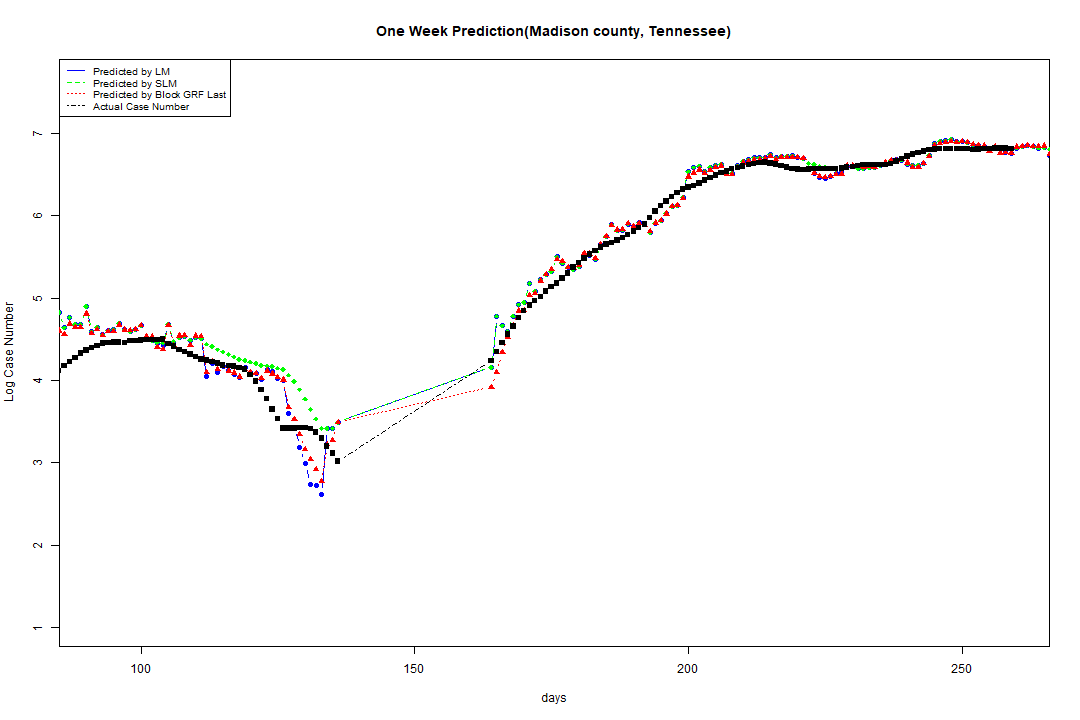 One Week Prediction(Madison county, Tennessee)
Predicted by LM
Predicted by SLM
Predicted by Block GRF Last
Actual Case Number
7
6
5
4
3
2
1
Log Case Number
100 150 200 250
days